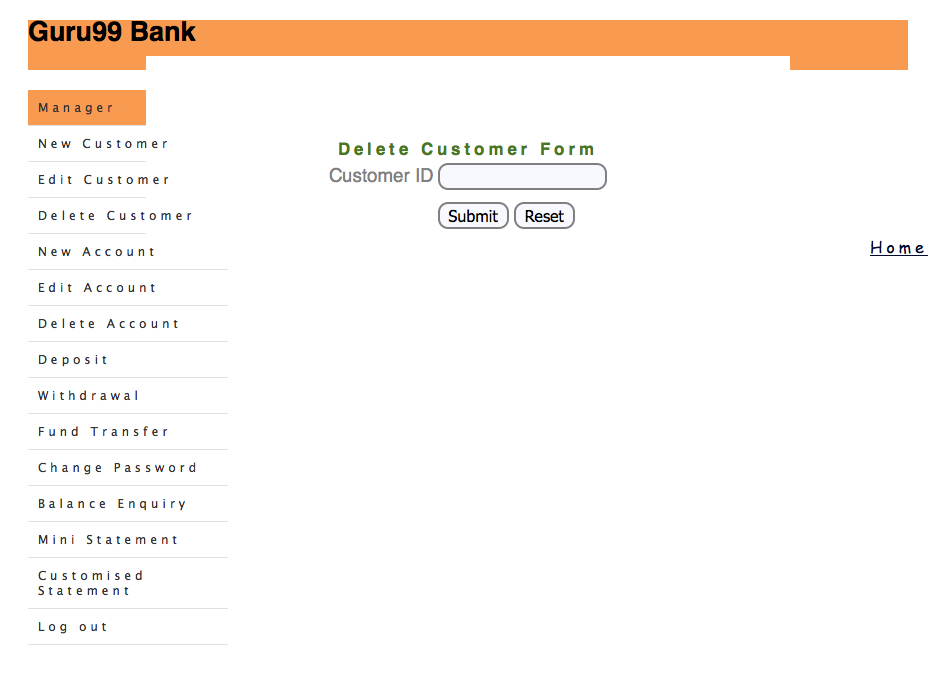 Guru99 Bank
Manager
New Customer
Edit Customer
Delete Customer
New Account
Edit Account
Delete Account
Deposit
Withdrawal
Fund Transfer
Change Password
Balance Enquiry
Mini Statement
Customised
Statement
Log out
Delete Customer Form
Customer ID
Submit Reset
Home